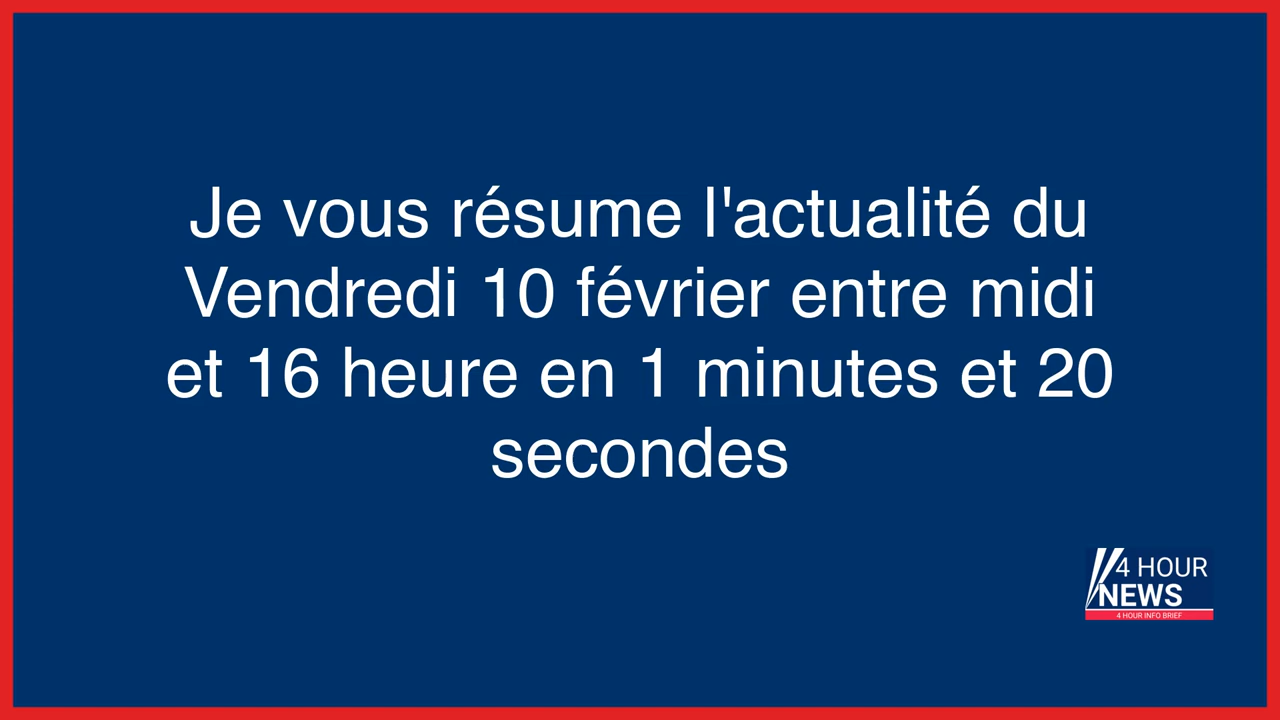 Je vous résume l'actualité du
Vendredi 10 février entre midi
et 16 heure en 1 minutes et 20
secondes
4 HOUR
NEWS
4 HOUR INFO BRIEF